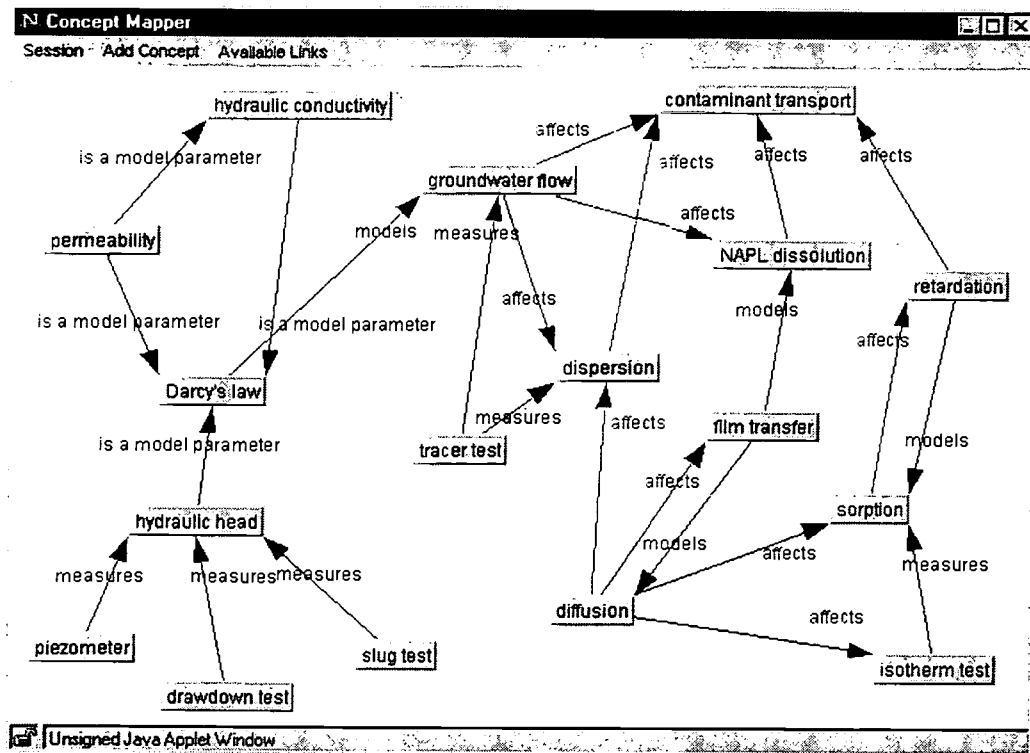 Concept Mapper
Session Add Concept Available Links
hydraulic conductivity
contaminant transport
affects
is a model parameter
affects
affects
affects
groundwater flow
permeability
models
measures
affects
NAPL dissolution
retardation
affects
models
is a model parameter
is a model parameter
affects
dispersion
Darcy's law
measures
affects
film transfer
is a model parameter
tracer test
models
affects
hydraulic head
sorption
models
affects
measures
measures
measures
measures
diffusion
affects
piezometer
slug test
isotherm test
drawdown test
Unsigned Java Applet Window